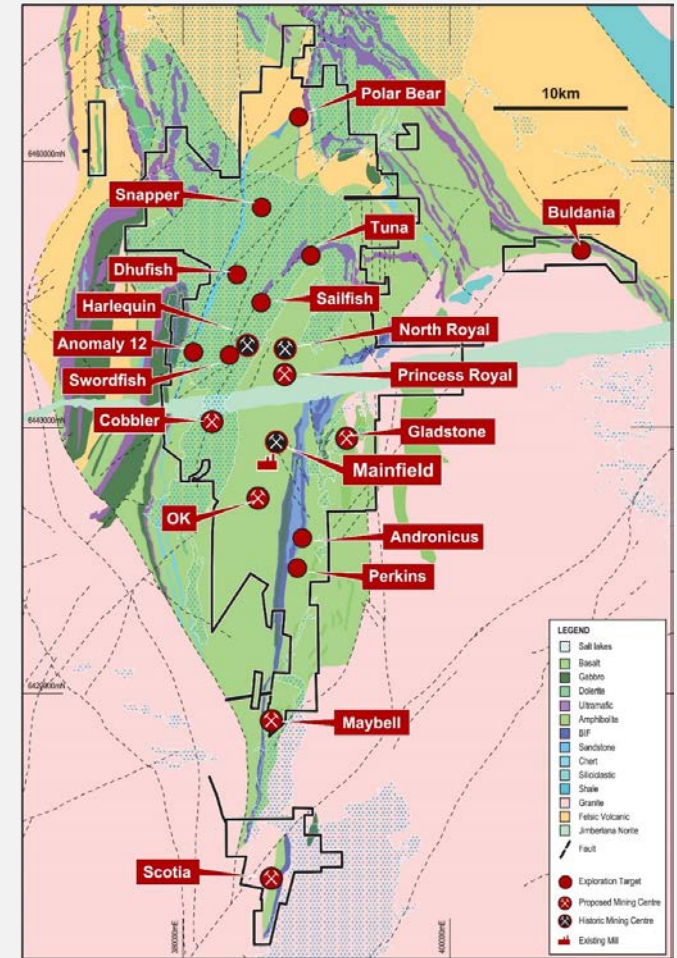 Polar Bear
10km
6460000mN
Snapper
Buldania
Tuna
Dhufish
Harlequin
Sailfish
North Royal
Anomaly 12
Princess Royal
Swordfish
Cobbler
6443000mN
Gladstone
Mainfield
OK
Andronicus
Perkins
Maybell
Scotia
380000mE
400000mE
LEGEND
Salt lakes
Basalt
Gabbro
Dolerite
Ultramafic
Amphibolite
BIF
Sandstone
Chert
Siliciclastic
Shale
Granite
Felsic Volcanic
Jimberlana Norite
Fault
Exploration Target
Proposed Mining Centre
Historic Mining Centre
Existing Mill